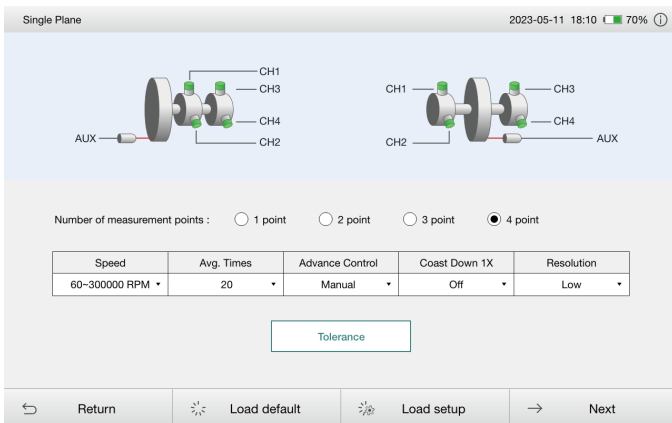 Single Plane 2023-05-11 18:10 70%
CH1
CH3
CH4
CH2
AUX
CH1
CH3
CH4
CH2
AUX
Number of measurement points : 1 point 2 point 3 point 4 point
Speed Avg. Times Advance Control Coast Down 1X Resolution
60~300000 RPM 20 Manual Off Low
Tolerance
Return Load default Load setup Next